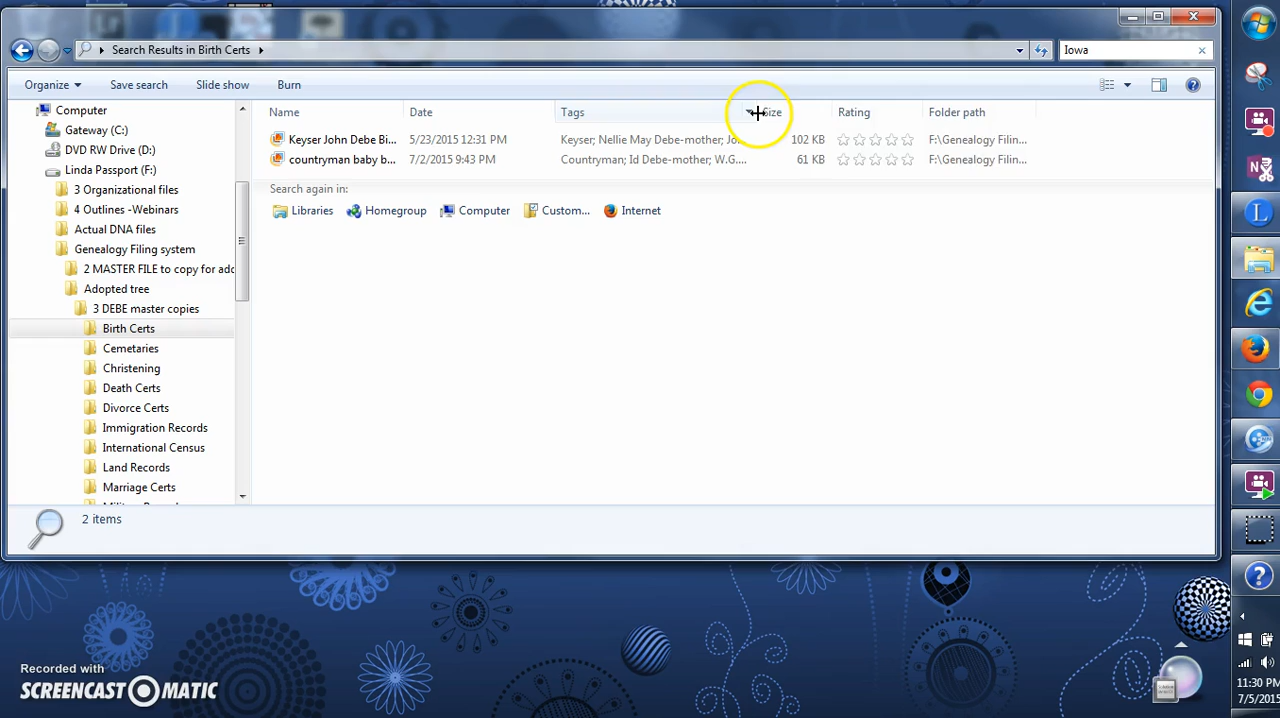 Search Results in Birth Certs
Iowa
Organize Save search Slide show Burn
Computer
Gateway (C:)
DVD RW Drive (D:)
Linda Passport (F:)
3 Organizational files
4 Outlines -Webinars
Actual DNA files
Genealogy Filing system
2 MASTER FILE to copy for adc
Adopted tree
3 DEBE master copies
Birth Certs
Cemetaries
Christening
Death Certs
Divorce Certs
Immigration Records
International Census
Land Records
Marriage Certs
Name Date Tags Size Rating Folder path
Keyser John Debe Bi... 5/23/2015 12:31 PM Keyser; Nellie May Debe-mother; Jo... 102 KB F:\Genealogy Filin...
countryman baby b... 7/2/2015 9:43 PM Countryman; Id Debe-mother; W.G.... 61 KB F:\Genealogy Filin...
Search again in:
Libraries Homegroup Computer Custom... Internet
2 items
Recorded with
SCREENCAST-O-MATIC
11:30 PM
7/5/2015